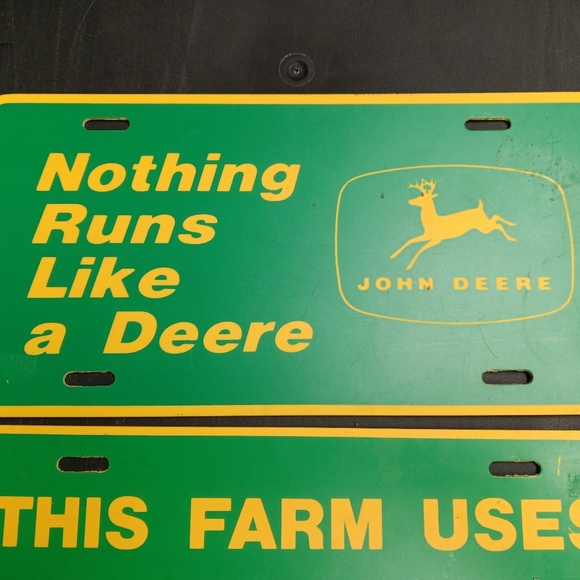 Nothing
Runs
Like
a Deere
JOHN DEERE
THIS FARM USES